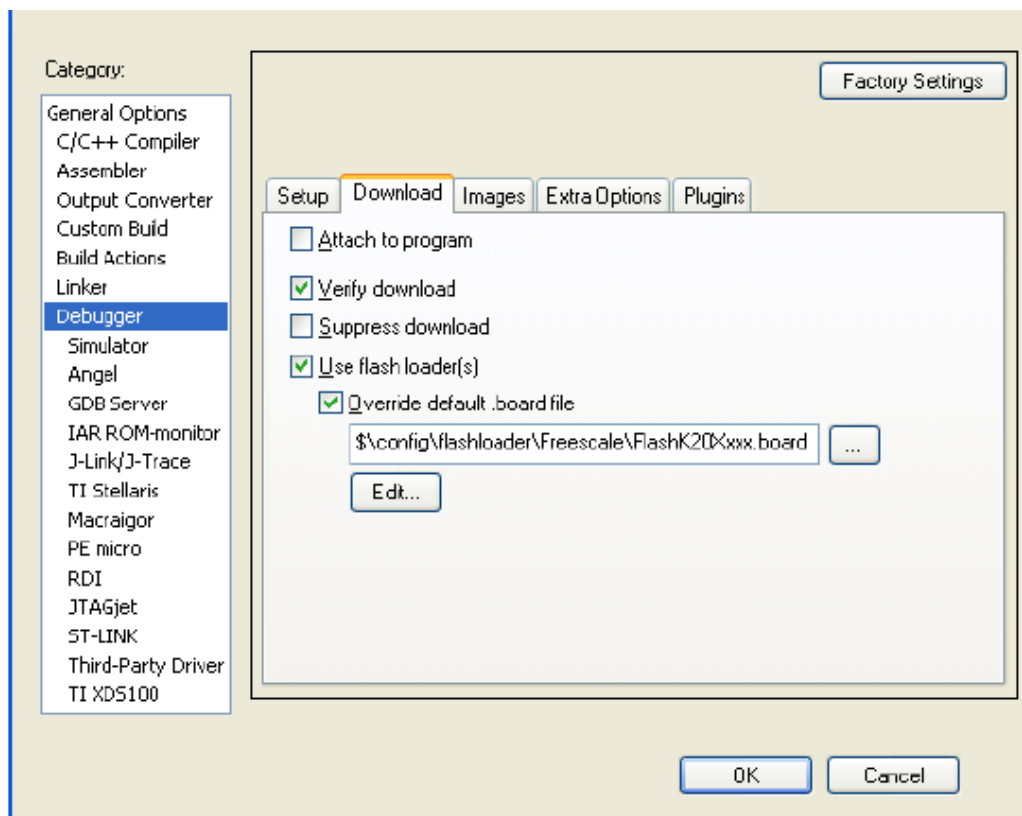 Category:
General Options
C/C++ Compiler
Assembler
Output Converter
Custom Build
Build Actions
Linker
Debugger
Simulator
Angel
GDB Server
IAR ROM-monitor
J-Link/J-Trace
TI Stellaris
Macraigor
PE micro
RDI
JTAGjet
ST-LINK
Third-Party Driver
TI XDS100
Factory Settings
Setup
Download
Images
Extra Options
Plugins
Attach to program
Verify download
Suppress download
Use flash loader(s)
Override default .board file
$\config\flashloader\Freescale\FlashK20Xxxx.board
...
Edit...
OK
Cancel